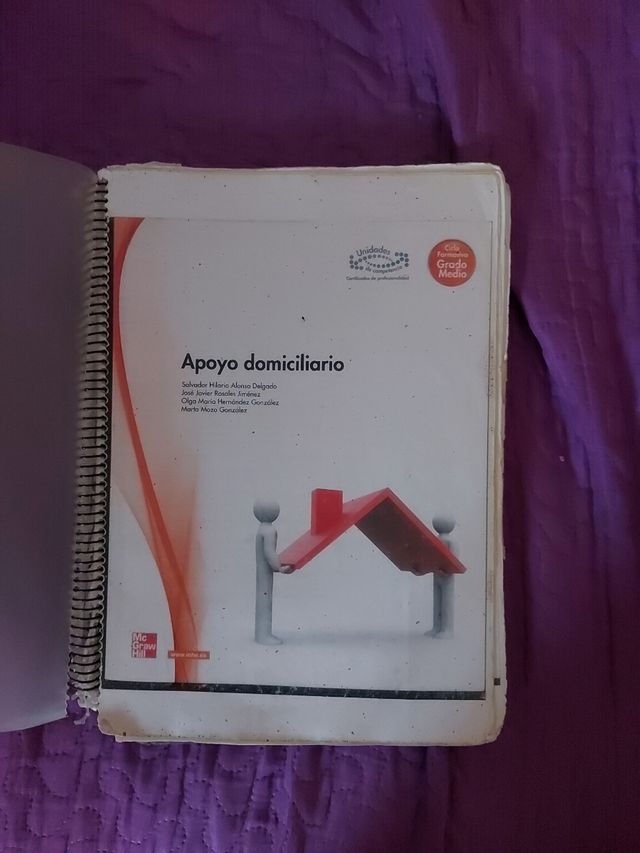 Unidades
de competencia
Certificados de profesionalidad
Ciclo
Formativo
Grado
Medio
Apoyo domiciliario
Salvador Hilario Alonso Delgado
José Javier Rosales Jiménez
Olga María Hernández González
Marta Mozo González
Mc
Graw
Hill